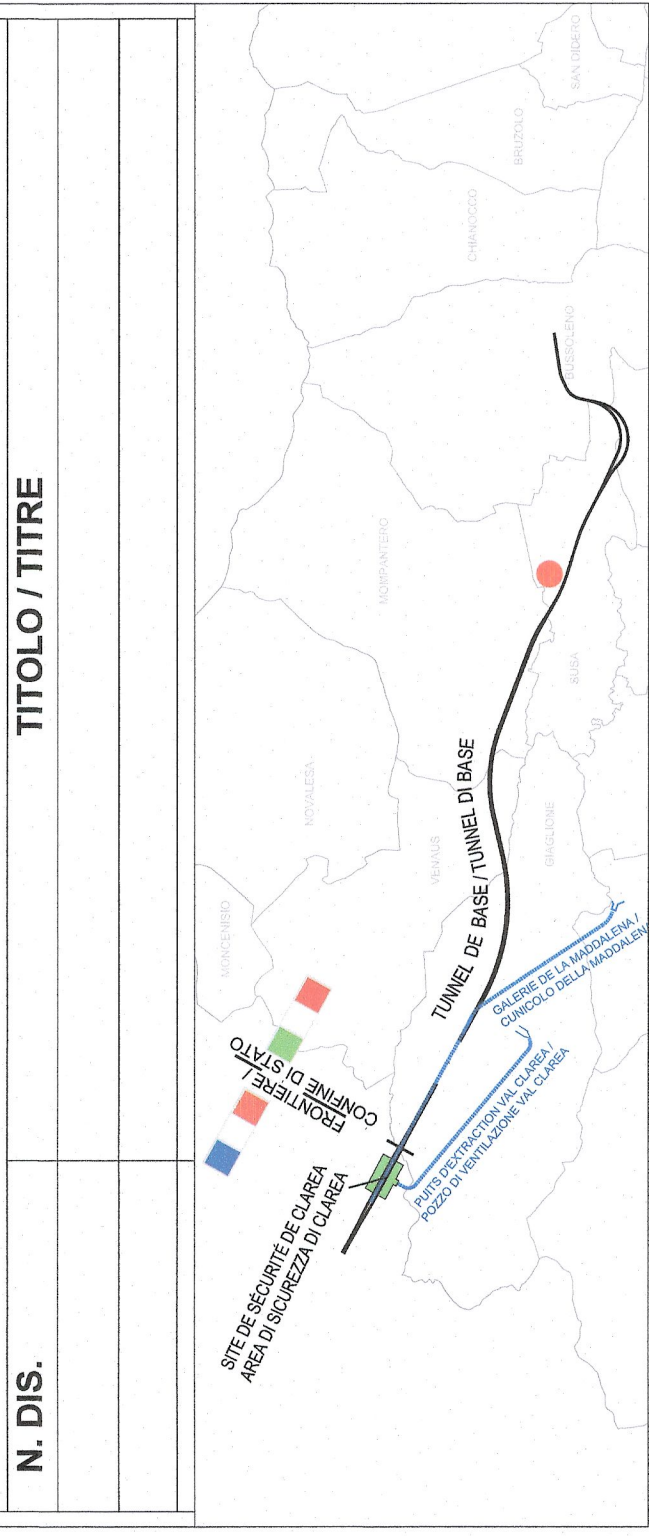 N. DIS.
TITOLO / TITRE
MONCENISIO
NOVALESA
MOMPANTERO
CHIANOCCO
BRUZOLO
SAN DIDERO
BUSSOLENO
VENAUS
SUSA
GIAGLIONE
FRONTIERE /
CONFINE DI STATO
SITE DE SÉCURITÉ DE CLAREA
AREA DI SICUREZZA DI CLAREA
TUNNEL DE BASE / TUNNEL DI BASE
GALERIE DE LA MADDALENA /
CUNICOLO DELLA MADDALENA
PUITS D'EXTRACTION VAL CLAREA /
POZZO DI VENTILAZIONE VAL CLAREA